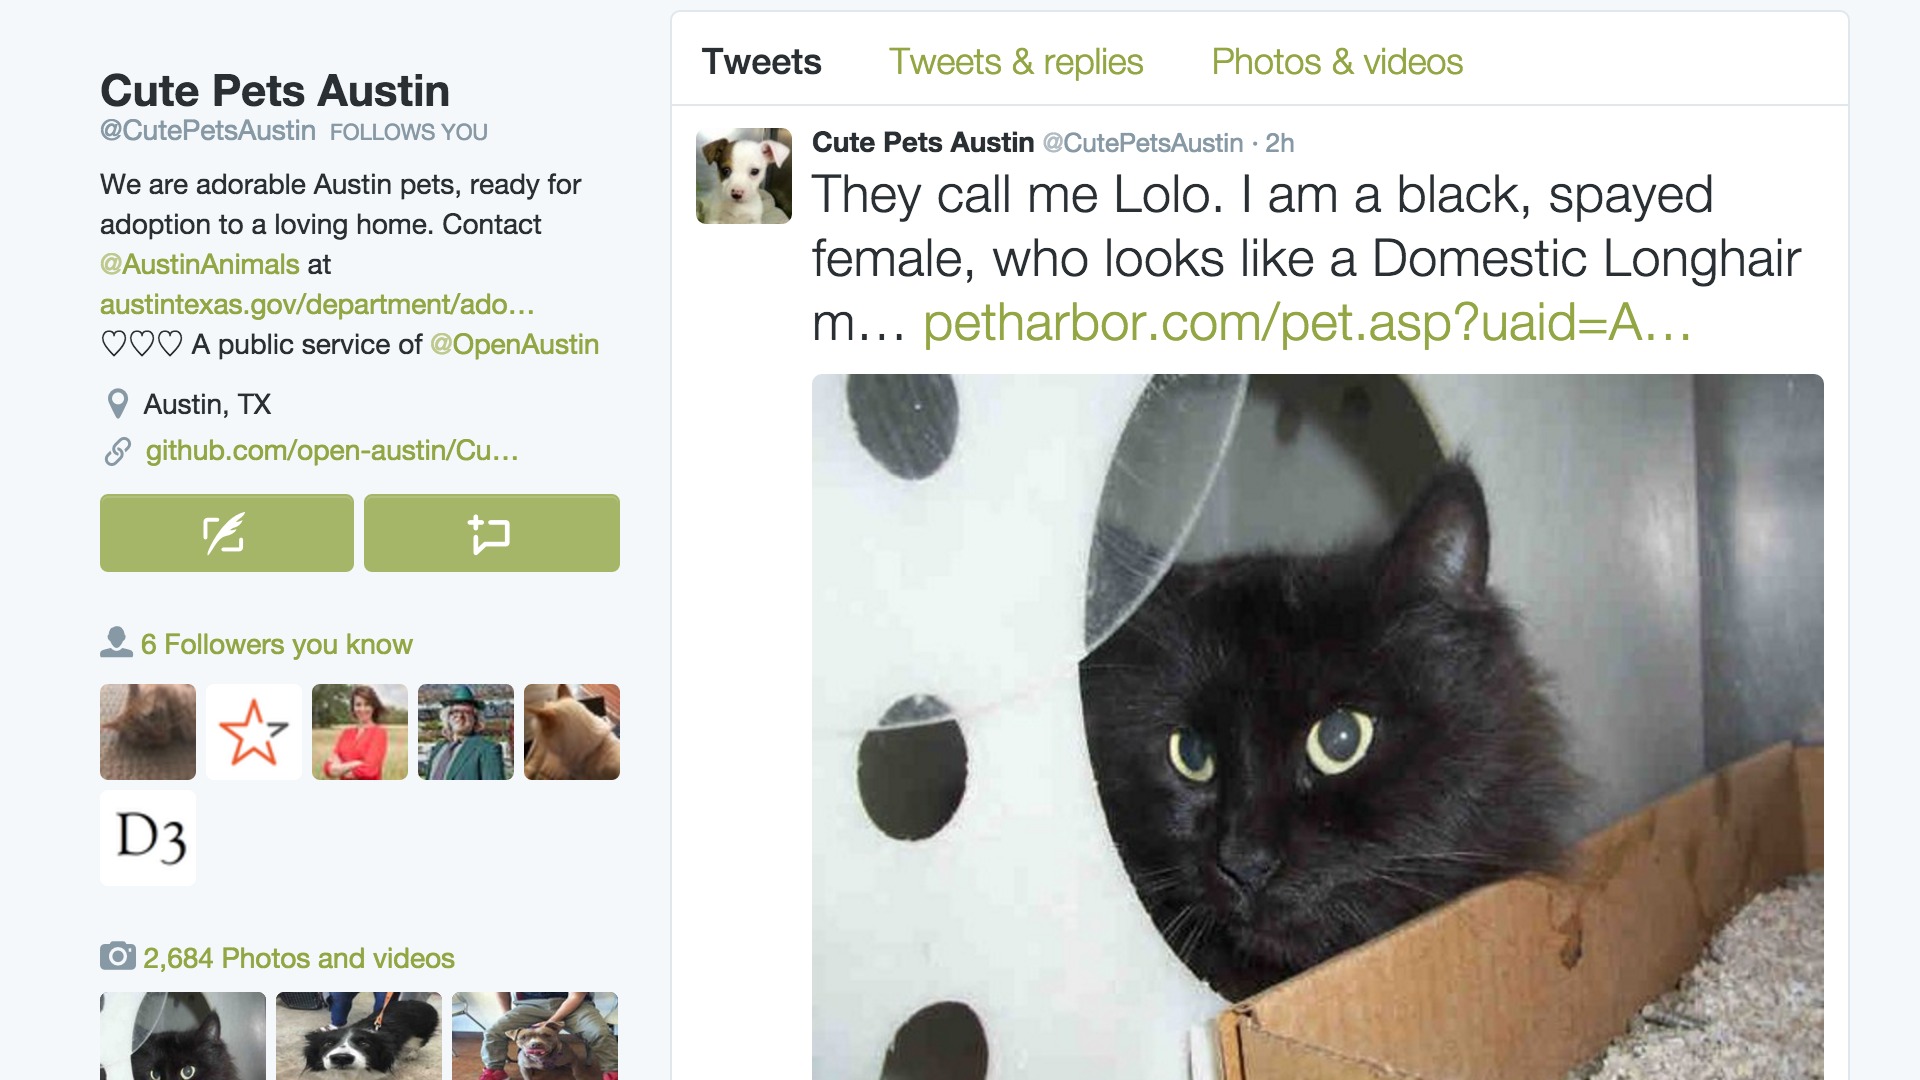 Cute Pets Austin
@CutePetsAustin FOLLOWS YOU
We are adorable Austin pets, ready for
adoption to a loving home. Contact
@AustinAnimals at
austintexas.gov/department/ado…
♡♡♡ A public service of @OpenAustin
Austin, TX
github.com/open-austin/Cu…
6 Followers you know
D3
2,684 Photos and videos
Tweets Tweets & replies Photos & videos
Cute Pets Austin @CutePetsAustin · 2h
They call me Lolo. I am a black, spayed
female, who looks like a Domestic Longhair
m… petharbor.com/pet.asp?uaid=A…